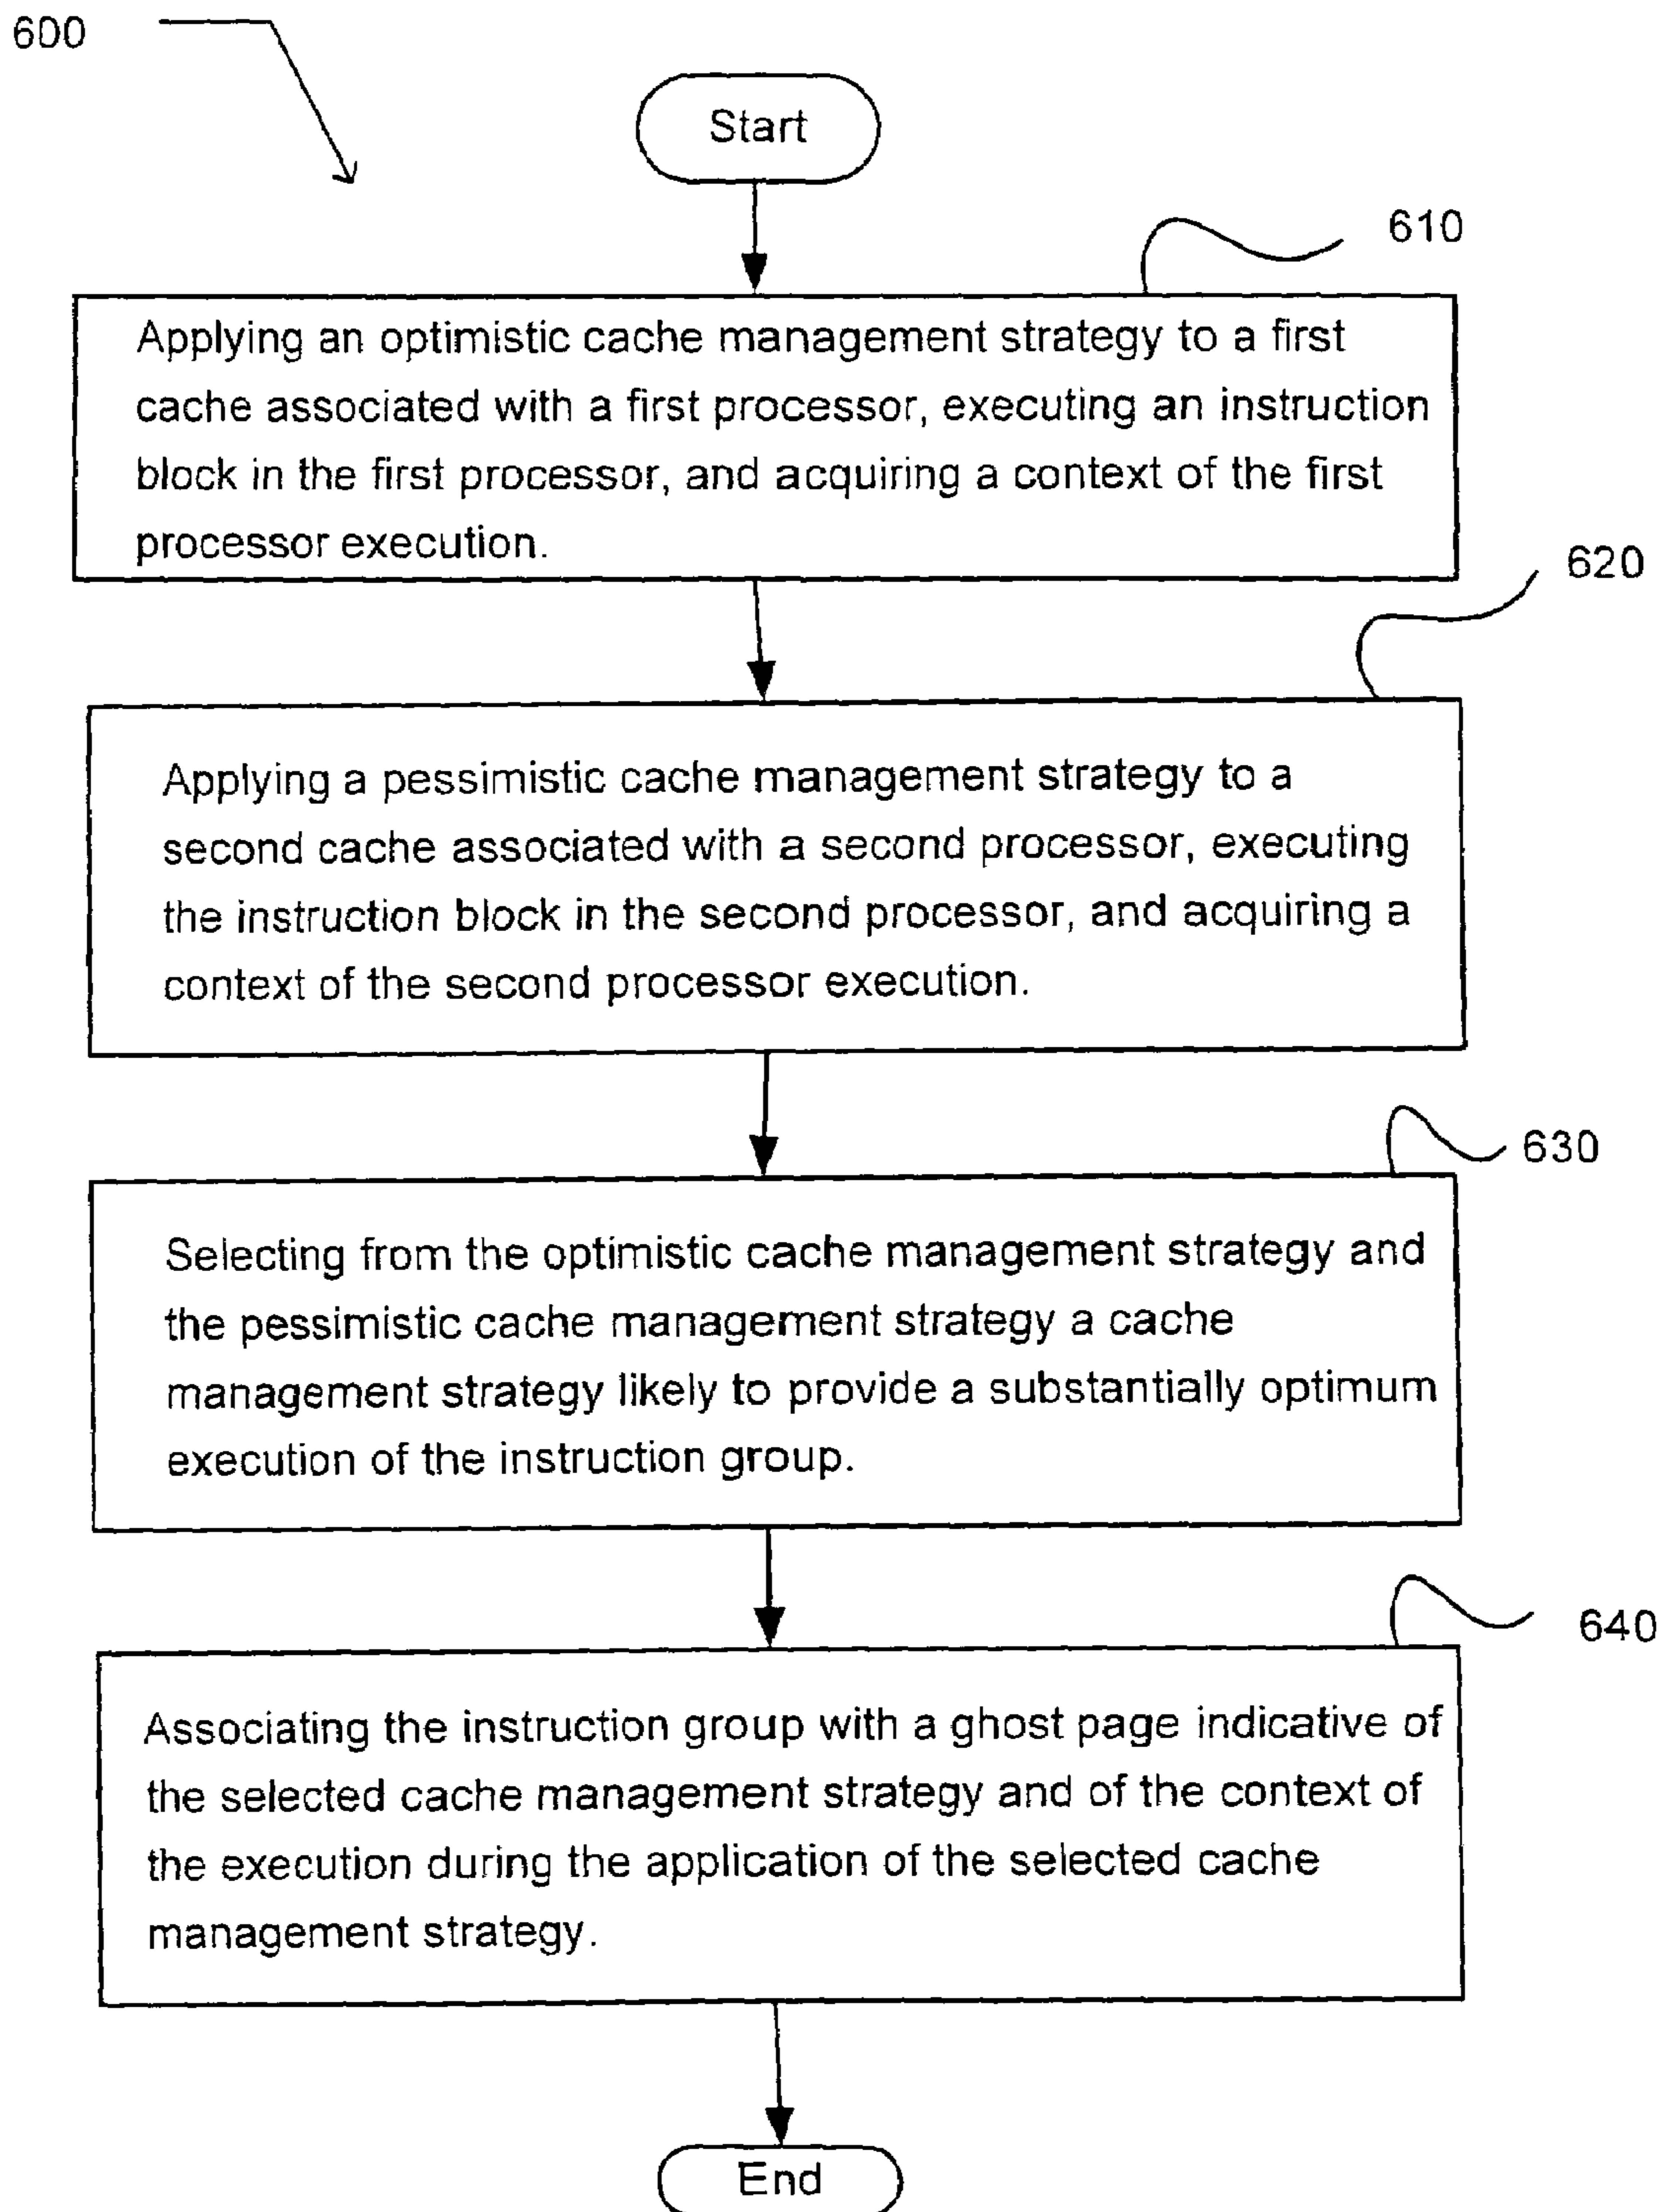 600
Start
610
Applying an optimistic cache management strategy to a first
cache associated with a first processor, executing an instruction
block in the first processor, and acquiring a context of the first
processor execution.
620
Applying a pessimistic cache management strategy to a
second cache associated with a second processor, executing
the instruction block in the second processor, and acquiring a
context of the second processor execution.
630
Selecting from the optimistic cache management strategy and
the pessimistic cache management strategy a cache
management strategy likely to provide a substantially optimum
execution of the instruction group.
640
Associating the instruction group with a ghost page indicative of
the selected cache management strategy and of the context of
the execution during the application of the selected cache
management strategy.
End